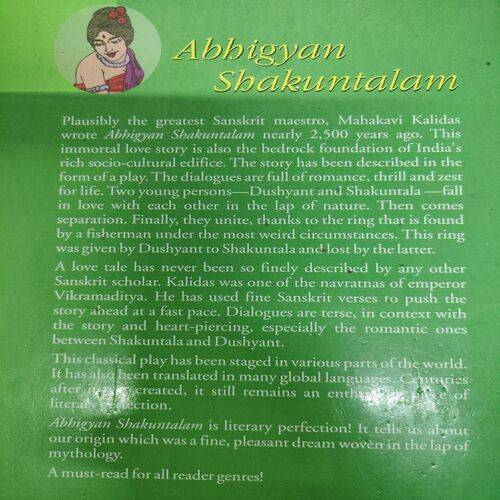 Abhigyan
Shakuntalam
Plausibly the greatest Sanskrit maestro, Mahakavi Kalidas
wrote Abhigyan Shakuntalam nearly 2,500 years ago. This
immortal love story is also the bedrock foundation of India's
rich socio-cultural edifice. The story has been described in the
form of a play. The dialogues are full of romance, thrill and zest
for life. Two young persons—Dushyant and Shakuntala —fall
in love with each other in the lap of nature. Then comes
separation. Finally, they unite, thanks to the ring that is found
by a fisherman under the most weird circumstances. This ring
was given by Dushyant to Shakuntala and lost by the latter.
A love tale has never been so finely described by any other
Sanskrit scholar. Kalidas was one of the navratnas of emperor
Vikramaditya. He has used fine Sanskrit verses to push the
story ahead at a fast pace. Dialogues are terse, in context with
the story and heart-piercing, especially the romantic ones
between Shakuntala and Dushyant.
This classical play has been staged in various parts of the world.
It has also been translated in many global languages. Centuries
after created, it still remains an of
literary perfection.
Abhigyan Shakuntalam is literary perfection! It tells us about
our origin which was a fine, pleasant dream woven in the lap of
mythology.
A must-read for all reader genres!